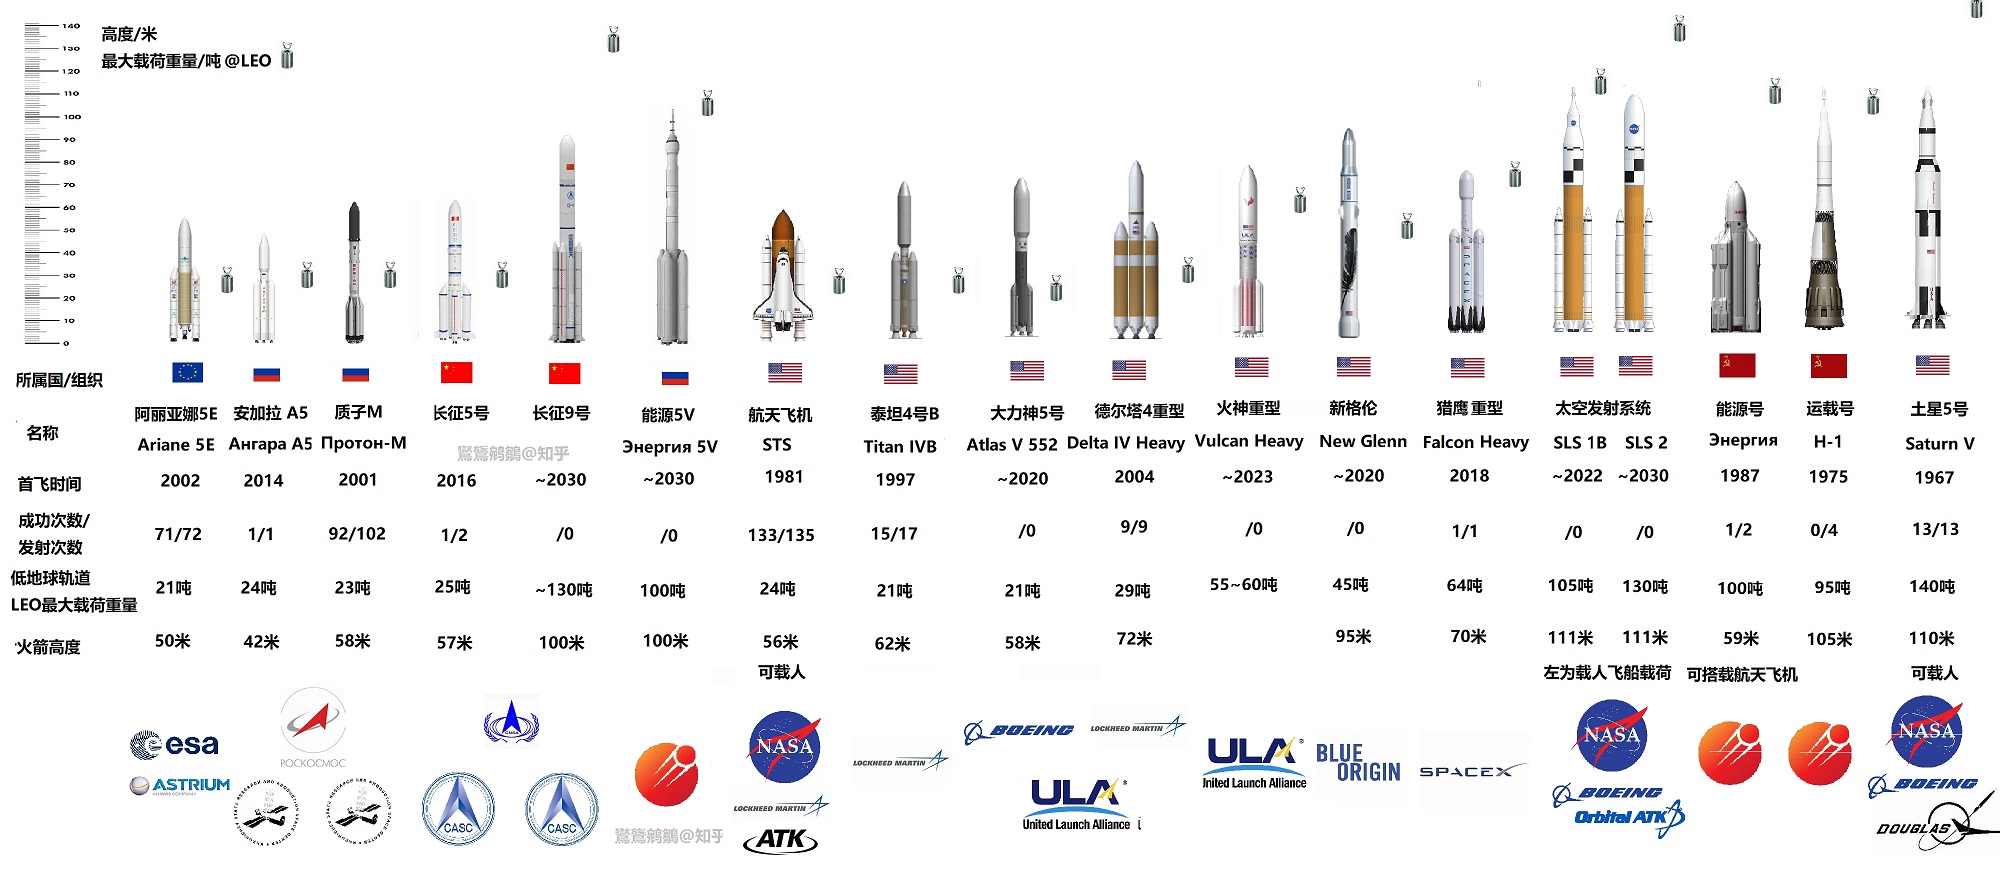 140
130
120
110
100
90
80
70
60
50
40
30
20
10
0
高度/米
最大载荷重量/吨 @LEO
所属国/组织
名称
阿丽亚娜5E 安加拉 A5 质子M 长征5号 长征9号 能源5V 航天飞机 泰坦4号B 大力神5号 德尔塔4重型 火神重型 新格伦 猎鹰 重型 太空发射系统 能源号 运载号 土星5号
Ariane 5E Ангара А5 Протон-М Энергия 5V STS Titan IVB Atlas V 552 Delta IV Heavy Vulcan Heavy New Glenn Falcon Heavy SLS 1B SLS 2 Энергия Н-1 Saturn V
@知乎
首飞时间 2002 2014 2001 2016 ~2030 ~2030 1981 1997 ~2020 2004 ~2023 ~2020 2018 ~2022 ~2030 1987 1975 1967
成功次数/
发射次数
71/72 1/1 92/102 1/2 /0 /0 133/135 15/17 /0 9/9 /0 /0 1/1 /0 /0 1/2 0/4 13/13
低地球轨道
LEO最大载荷重量
21吨 24吨 23吨 25吨 ~130吨 100吨 24吨 21吨 21吨 29吨 55~60吨 45吨 64吨 105吨 130吨 100吨 95吨 140吨
火箭高度 50米 42米 58米 57米 100米 100米 56米 62米 58米 72米 95米 70米 111米 111米 59米 105米 110米
可载人 左为载人飞船载荷 可搭载航天飞机 可载人
esa
ASTRIUM
AN EADS COMPANY
РОСКОСМОС
CASC
CASC
@知乎
NASA
LOCKHEED MARTIN
ATK
LOCKHEED MARTIN
BOEING
LOCKHEED MARTIN
ULA
United Launch Alliance
ULA
United Launch Alliance
BLUE
ORIGIN
SPACEX
NASA
BOEING
Orbital ATK
NASA
BOEING
DOUGLAS